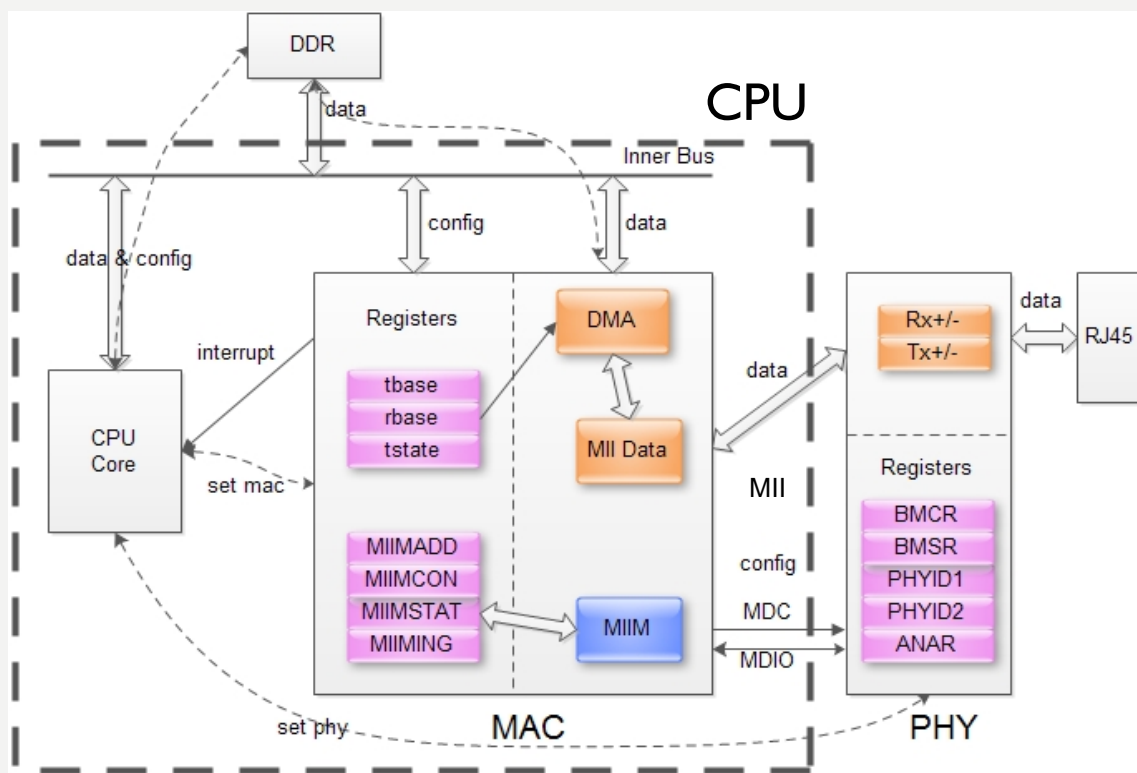 DDR
CPU
data
Inner Bus
data & config
config
data
Registers
DMA
tbase
rbase
tstate
MII Data
interrupt
CPU
Core
set mac
MIIMADD
MIIMCON
MIIMSTAT
MIIMING
MIIM
data
MII
config
MDC
MDIO
Rx+/-
Tx+/-
data
RJ45
Registers
BMCR
BMSR
PHYID1
PHYID2
ANAR
set phy
MAC
PHY